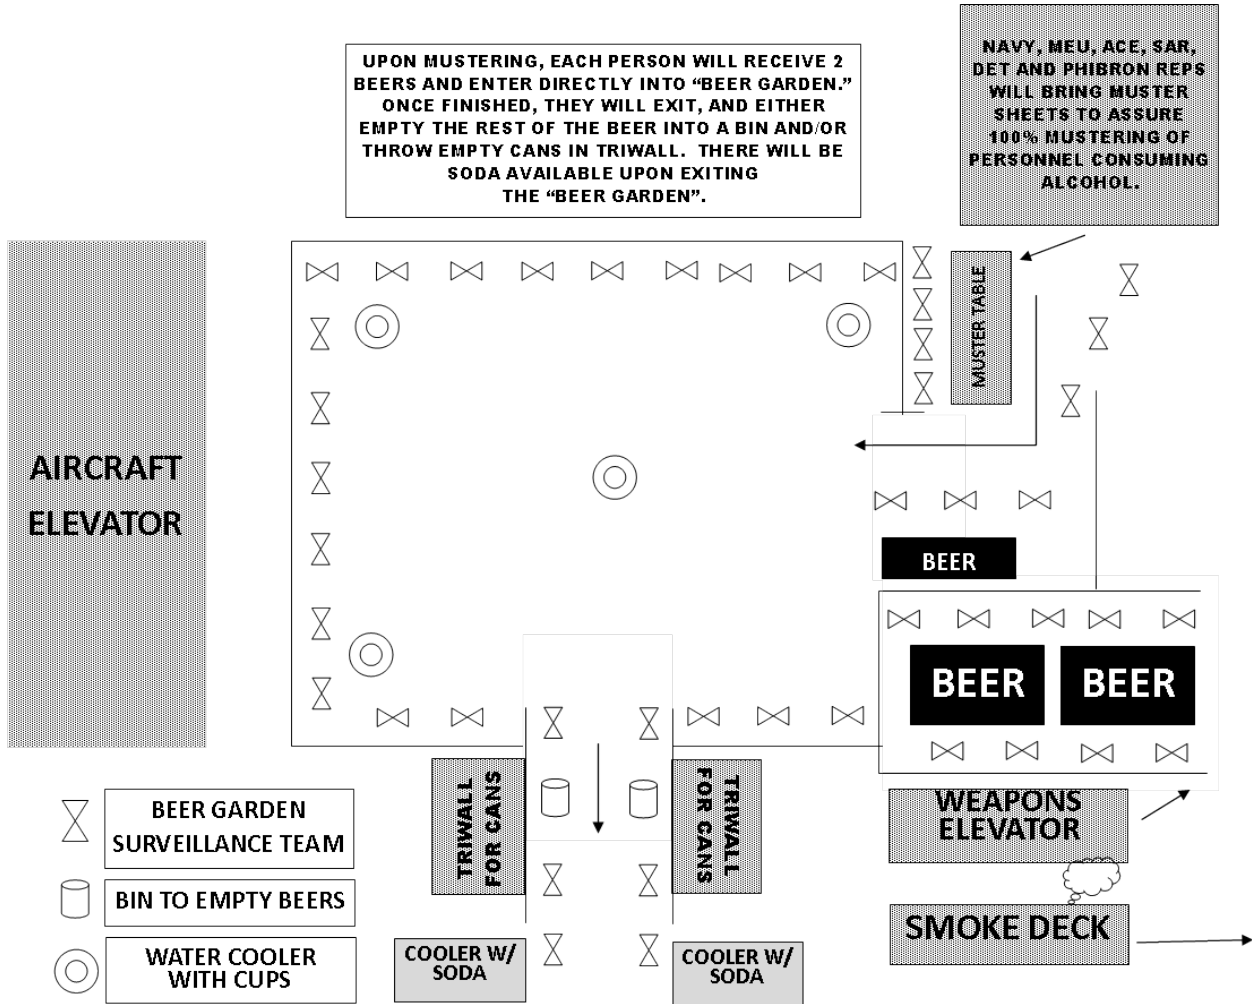 UPON MUSTERING, EACH PERSON WILL RECEIVE 2
BEERS AND ENTER DIRECTLY INTO “BEER GARDEN.”
ONCE FINISHED, THEY WILL EXIT, AND EITHER
EMPTY THE REST OF THE BEER INTO A BIN AND/OR
THROW EMPTY CANS IN TRIWALL. THERE WILL BE
SODA AVAILABLE UPON EXITING
THE “BEER GARDEN”.
NAVY, MEU, ACE, SAR,
DET AND PHIBRON REPS
WILL BRING MUSTER
SHEETS TO ASSURE
100% MUSTERING OF
PERSONNEL CONSUMING
ALCOHOL.
MUSTER TABLE
AIRCRAFT
ELEVATOR
BEER
BEER
BEER
TRIWALL
FOR CANS
TRIWALL
FOR CANS
WEAPONS
ELEVATOR
SMOKE DECK
COOLER W/
SODA
COOLER W/
SODA
BEER GARDEN
SURVEILLANCE TEAM
BIN TO EMPTY BEERS
WATER COOLER
WITH CUPS